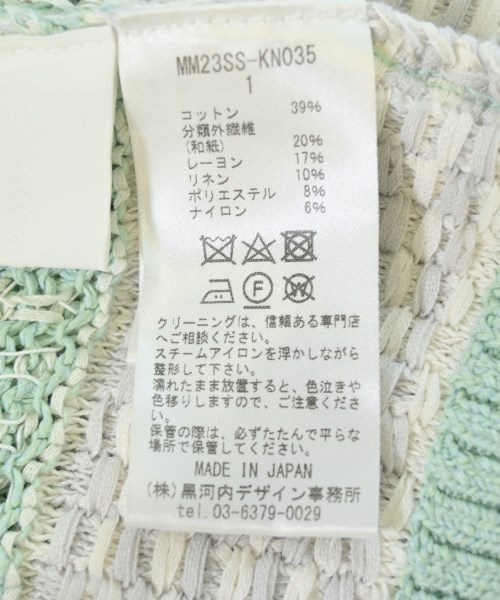 MM23SS-KN035
1
コットン 39%
分類外繊維
(和紙) 20%
レーヨン 17%
リネン 10%
ポリエステル 8%
ナイロン 6%
F W
クリーニングは、信頼ある専門店
へご相談ください。
スチームアイロンを浮かしながら
整形して下さい。
濡れたまま放置すると、色泣きや
色移りしますので、ご注意くださ
い。
保管の際は、必ずたたんで平らな
場所で保管してください。
MADE IN JAPAN
(株)黒河内デザイン事務所
tel.03-6379-0029